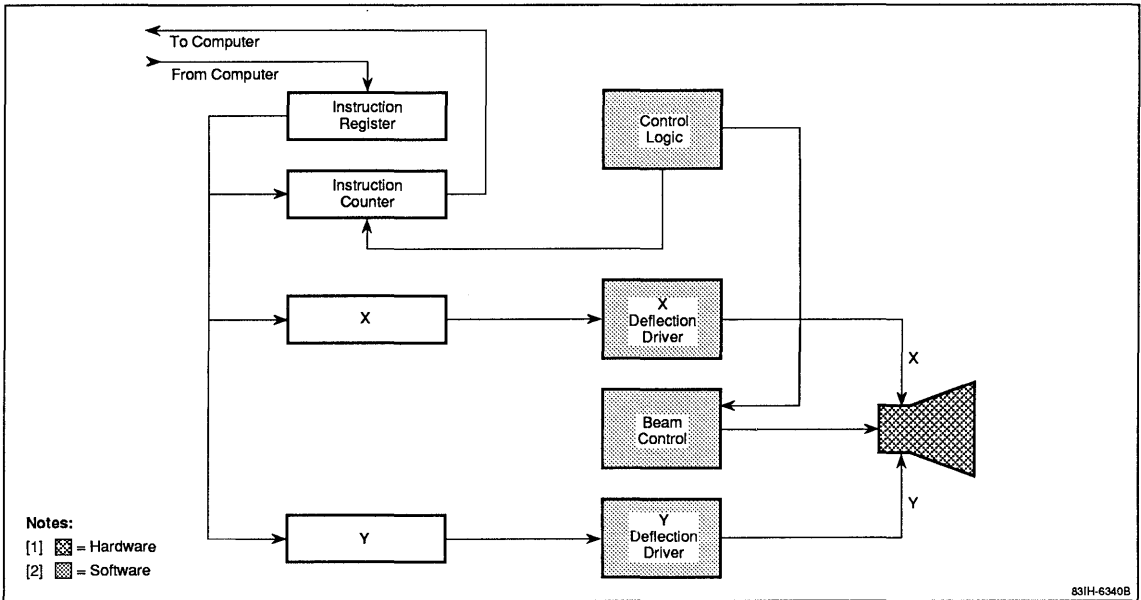 To Computer
From Computer
Instruction
Register
Control
Logic
Instruction
Counter
X
X
Deflection
Driver
X
Beam
Control
Y
Y
Y
Deflection
Driver
Notes:
[1] = Hardware
[2] = Software
83IH-6340B